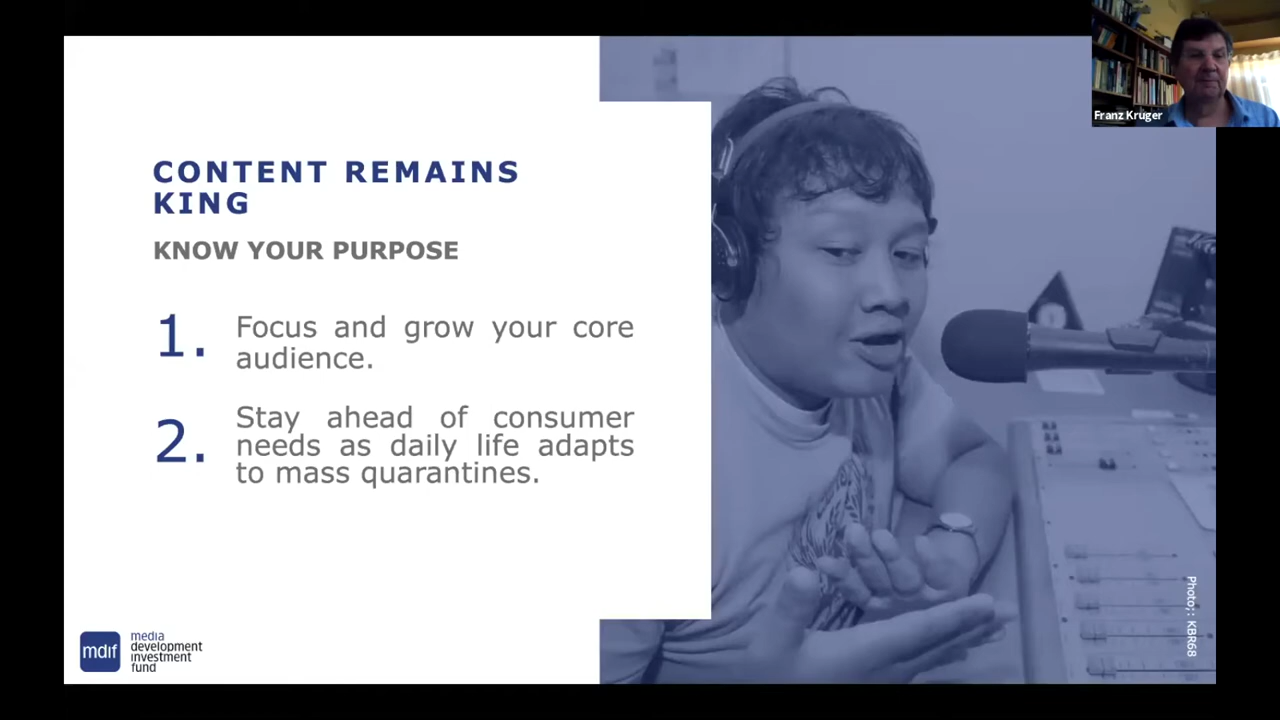 Franz Kruger
CONTENT REMAINS
KING
KNOW YOUR PURPOSE
1. Focus and grow your core
audience.
2. Stay ahead of consumer
needs as daily life adapts
to mass quarantines.
mdif
media
development
investment
fund
Photo;: KBR68